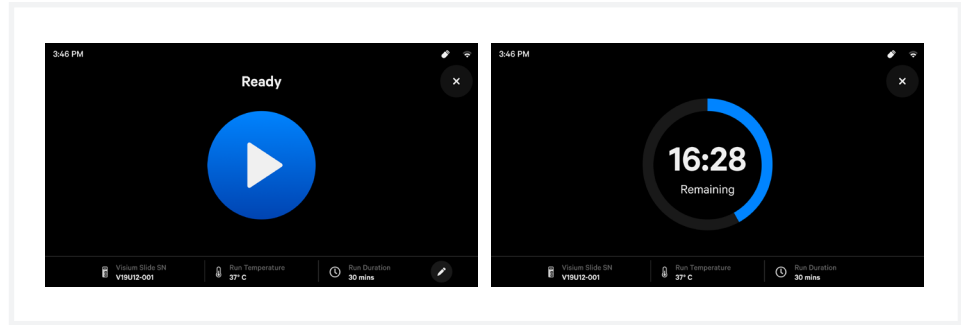 3:46 PM
Ready
Visium Slide SN
V19U12-001
Run Temperature
37° C
Run Duration
30 mins
3:46 PM
16:28
Remaining
Visium Slide SN
V19U12-001
Run Temperature
37° C
Run Duration
30 mins